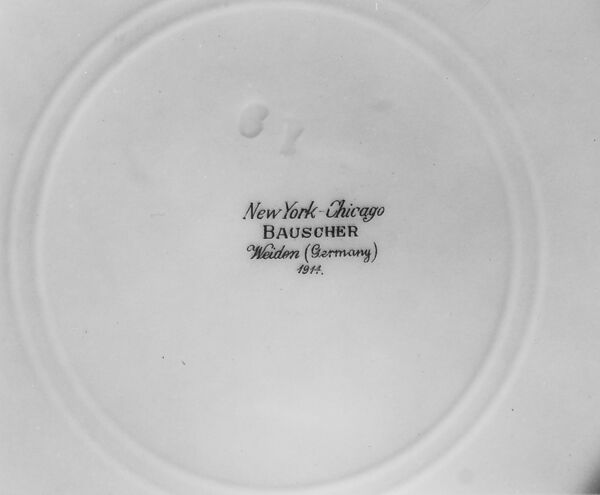 New York - Chicago
BAUSCHER
Weiden (Germany)
1914.